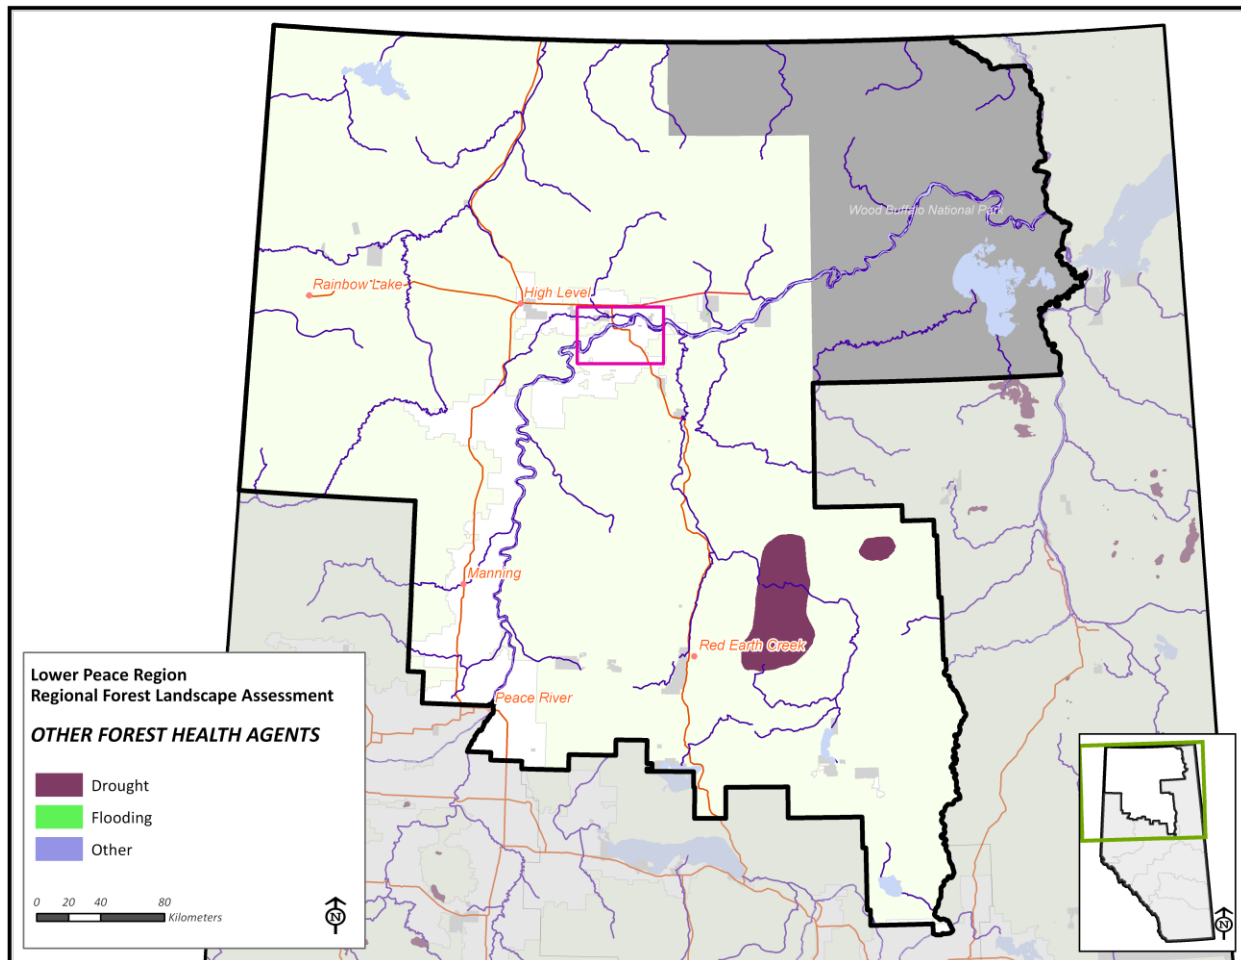 Wood Buffalo National Park
Rainbow Lake
High Level
Manning
Red Earth Creek
Peace River
Lower Peace Region
Regional Forest Landscape Assessment
OTHER FOREST HEALTH AGENTS
Drought
Flooding
Other
0 20 40 80
Kilometers
N
N